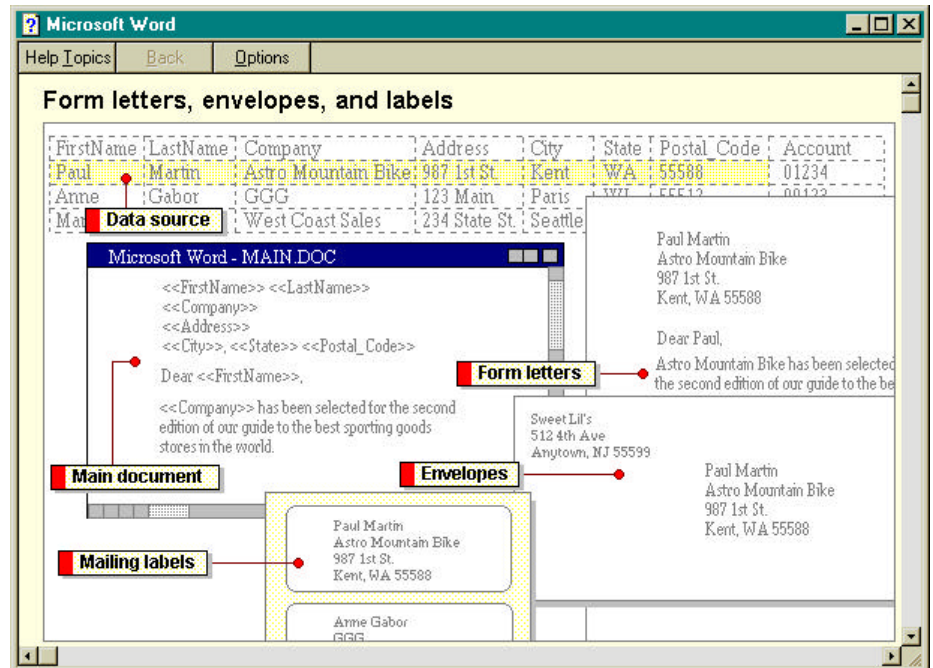 Microsoft Word
Help Topics Back Options
Form letters, envelopes, and labels
FirstName LastName Company Address City State Postal_Code Account
Paul Martin Astro Mountain Bike 987 1st St. Kent WA 55588 01234
Anne Gabor GGG 123 Main Paris
Data source
West Coast Sales 234 State St. Seattle
Microsoft Word - MAIN.DOC
<<FirstName>> <<LastName>>
<<Company>>
<<Address>>
<<City>>, <<State>> <<Postal_Code>>
Dear <<FirstName>>,
<<Company>> has been selected for the second
edition of our guide to the best sporting goods
stores in the world.
Main document
Paul Martin
Astro Mountain Bike
987 1st St.
Kent, WA 55588
Dear Paul,
Astro Mountain Bike has been selected
the second edition of our guide to the be
Form letters
Sweet Lil's
512 4th Ave
Anytown, NJ 55599
Envelopes
Paul Martin
Astro Mountain Bike
987 1st St.
Kent, WA 55588
Mailing labels
Paul Martin
Astro Mountain Bike
987 1st St.
Kent, WA 55588
Anne Gabor
GGG